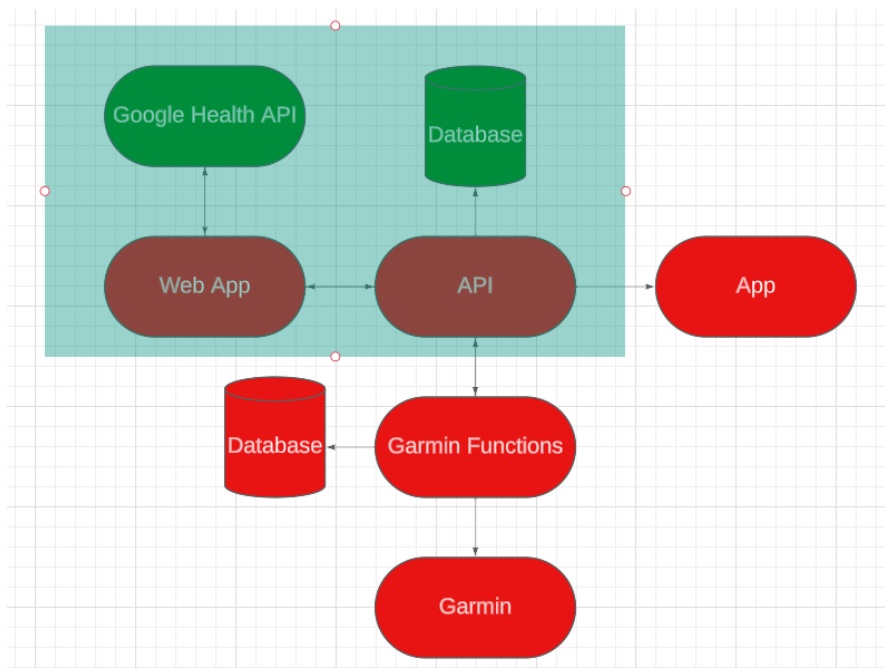 Google Health API
Database
Web App
API
App
Database
Garmin Functions
Garmin